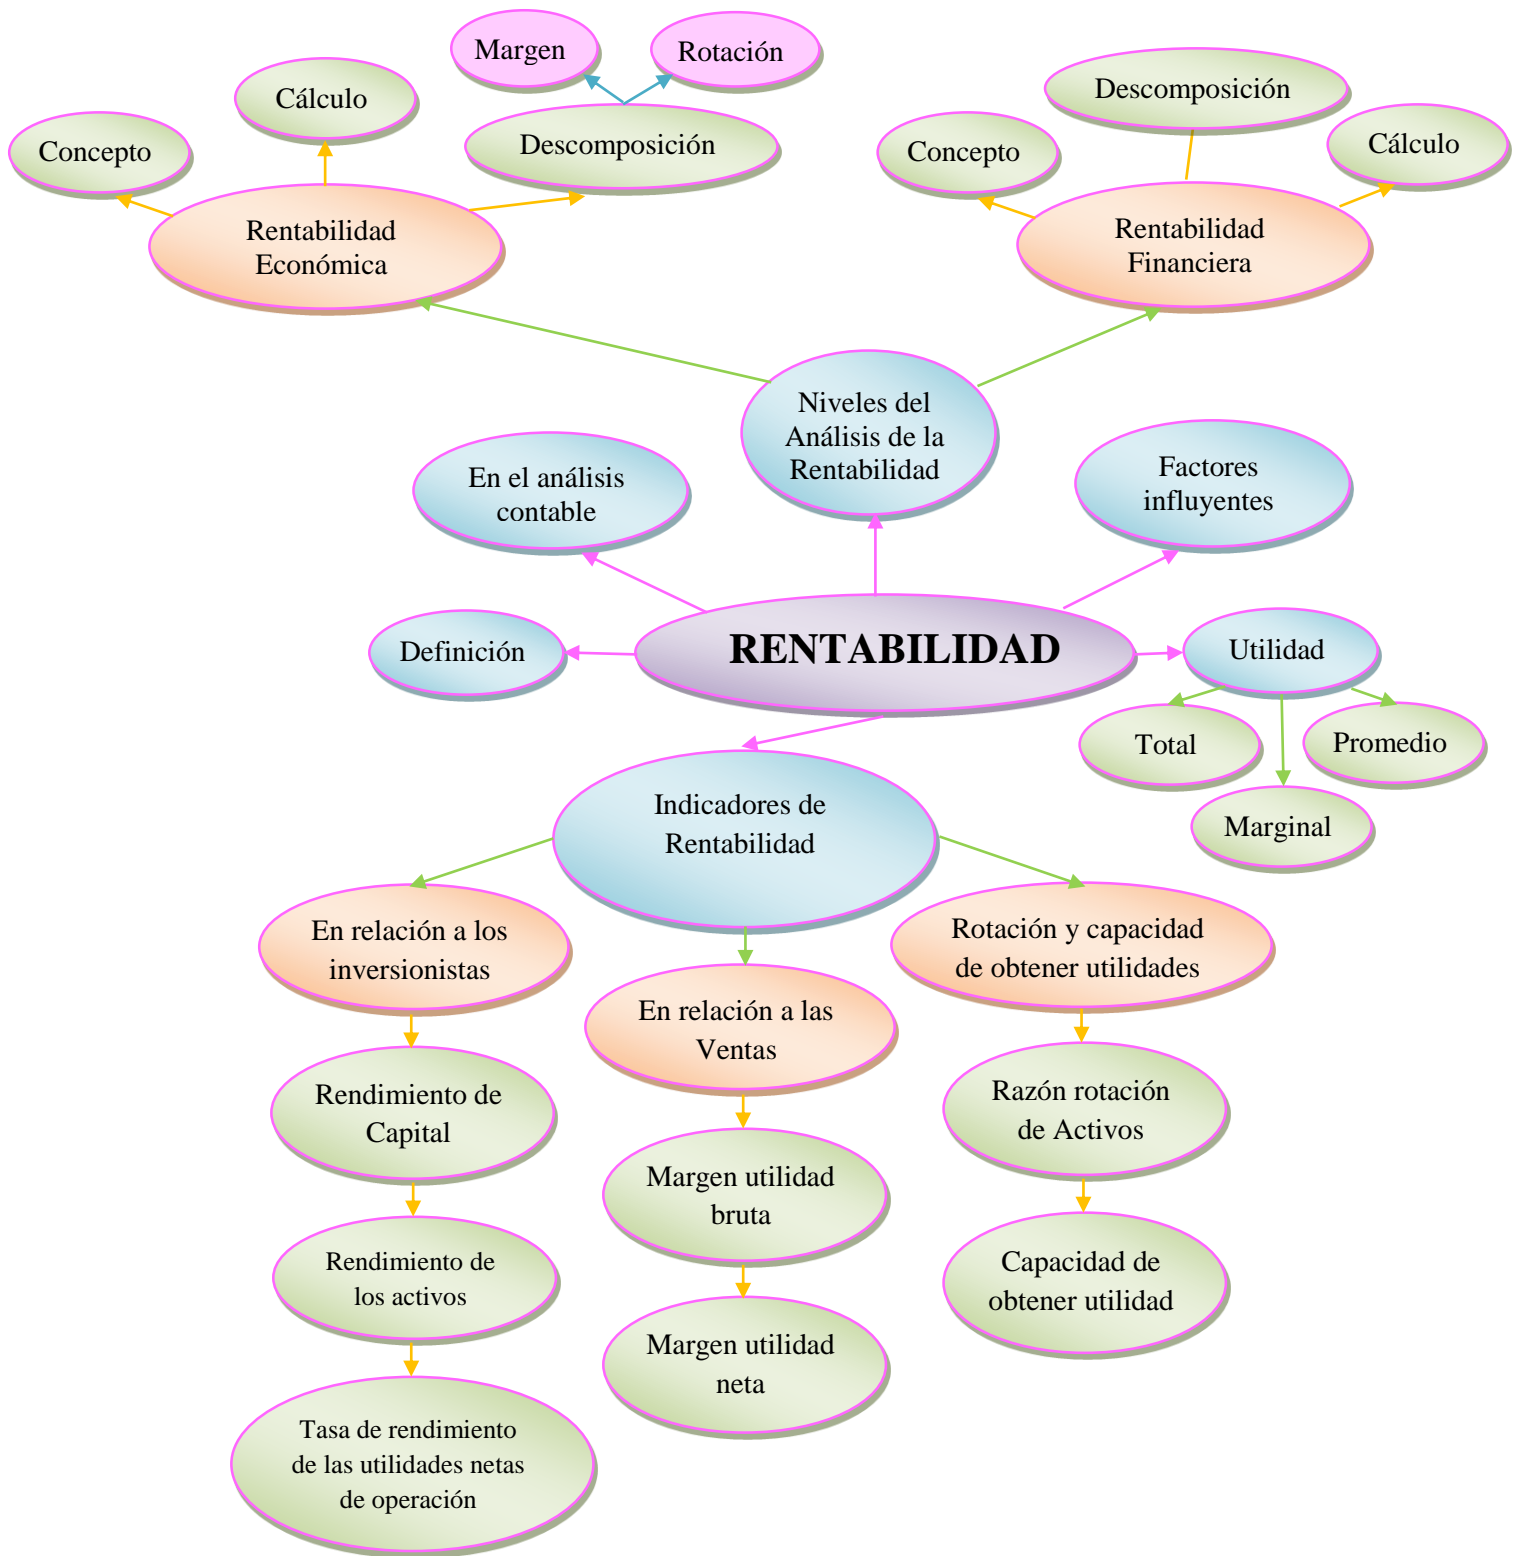 Margen
Rotación
Cálculo
Descomposición
Concepto
Descomposición
Concepto
Cálculo
Rentabilidad
Económica
Rentabilidad
Financiera
Niveles del
Análisis de la
Rentabilidad
En el análisis
contable
Factores
influyentes
Definición
RENTABILIDAD
Utilidad
Total
Promedio
Marginal
Indicadores de
Rentabilidad
En relación a los
inversionistas
En relación a las
Ventas
Rotación y capacidad
de obtener utilidades
Rendimiento de
Capital
Margen utilidad
bruta
Razón rotación
de Activos
Rendimiento de
los activos
Margen utilidad
neta
Capacidad de
obtener utilidad
Tasa de rendimiento
de las utilidades netas
de operación